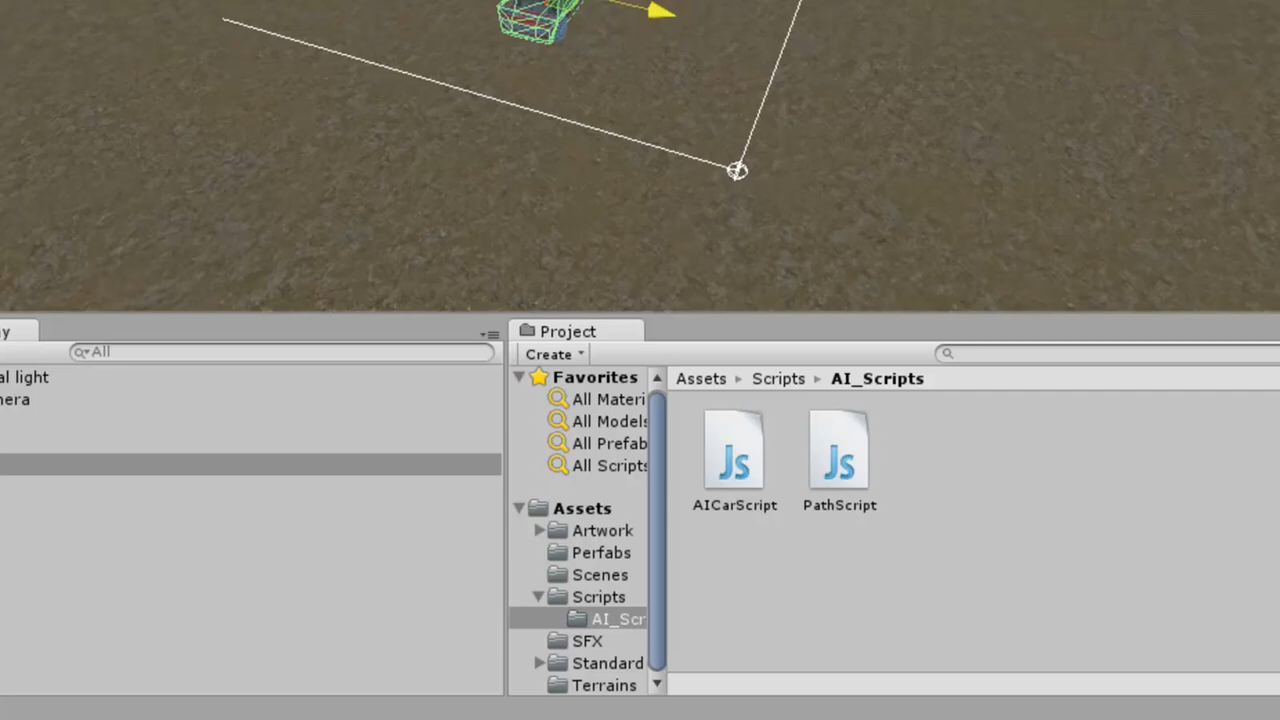 y
Project
All
Create
al light
Favorites
Assets Scripts AI_Scripts
nera
All Materi
All Models
All Prefab
All Scripts
Js
Js
AICarScript
PathScript
Assets
Artwork
Perfabs
Scenes
Scripts
AI_Scr
SFX
Standard
Terrains